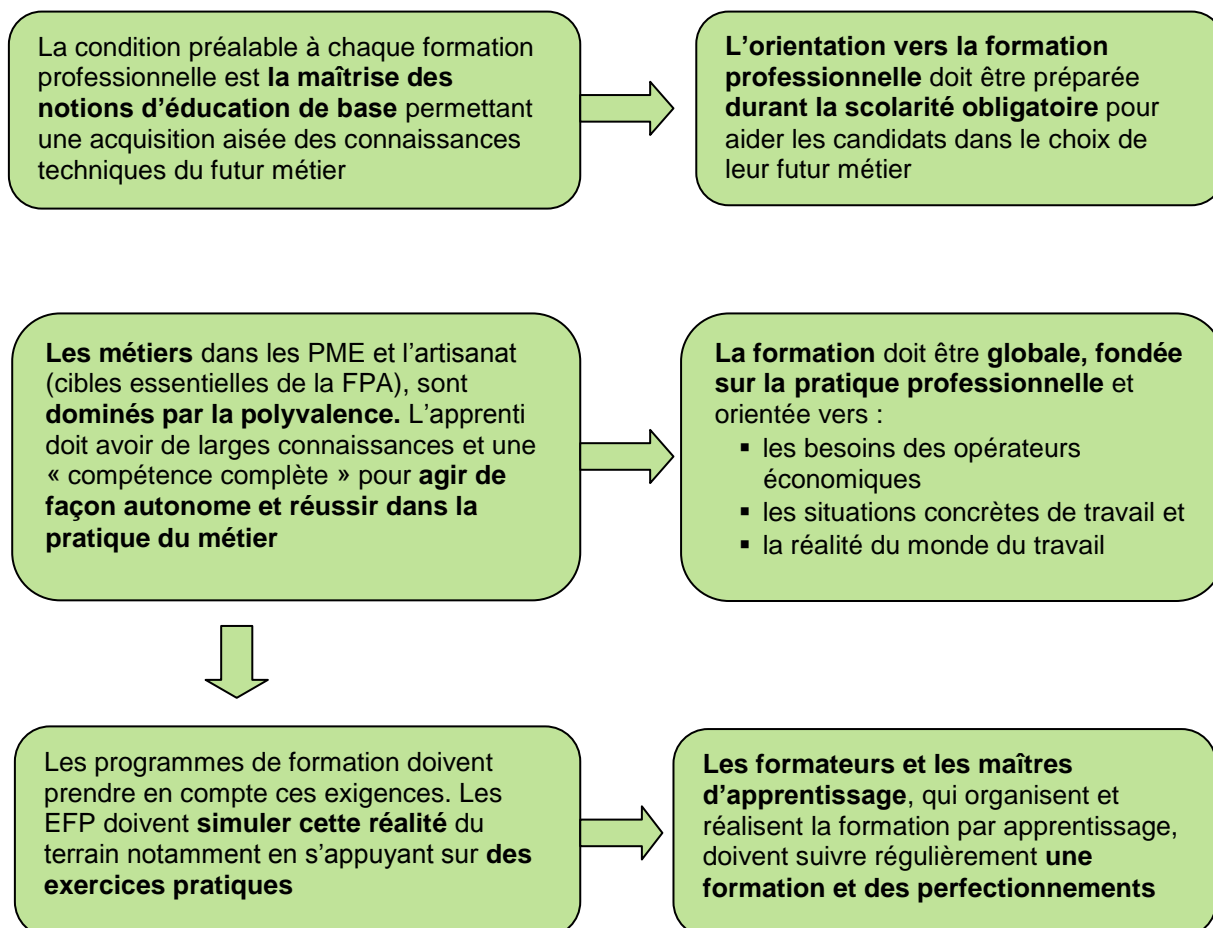 La condition préalable à chaque formation
professionnelle est la maîtrise des
notions d’éducation de base permettant
une acquisition aisée des connaissances
techniques du futur métier
L’orientation vers la formation
professionnelle doit être préparée
durant la scolarité obligatoire pour
aider les candidats dans le choix de
leur futur métier
Les métiers dans les PME et l’artisanat
(cibles essentielles de la FPA), sont
dominés par la polyvalence. L’apprenti
doit avoir de larges connaissances et une
« compétence complète » pour agir de
façon autonome et réussir dans la
pratique du métier
La formation doit être globale, fondée
sur la pratique professionnelle et
orientée vers :
▪ les besoins des opérateurs
économiques
▪ les situations concrètes de travail et
▪ la réalité du monde du travail
Les programmes de formation doivent
prendre en compte ces exigences. Les
EFP doivent simuler cette réalité du
terrain notamment en s’appuyant sur des
exercices pratiques
Les formateurs et les maîtres
d’apprentissage, qui organisent et
réalisent la formation par apprentissage,
doivent suivre régulièrement une
formation et des perfectionnements